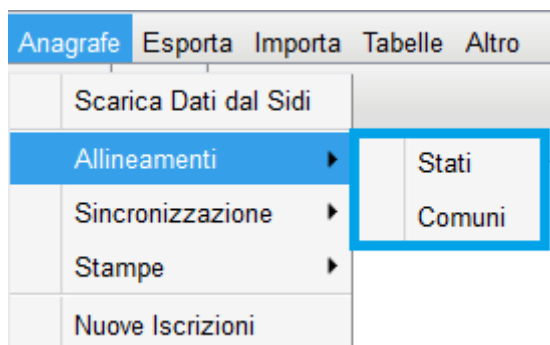 Anagrafe Esporta Importa Tabelle Altro
Scarica Dati dal Sidi
Allineamenti
Stati
Sincronizzazione
Comuni
Stampe
Nuove Iscrizioni